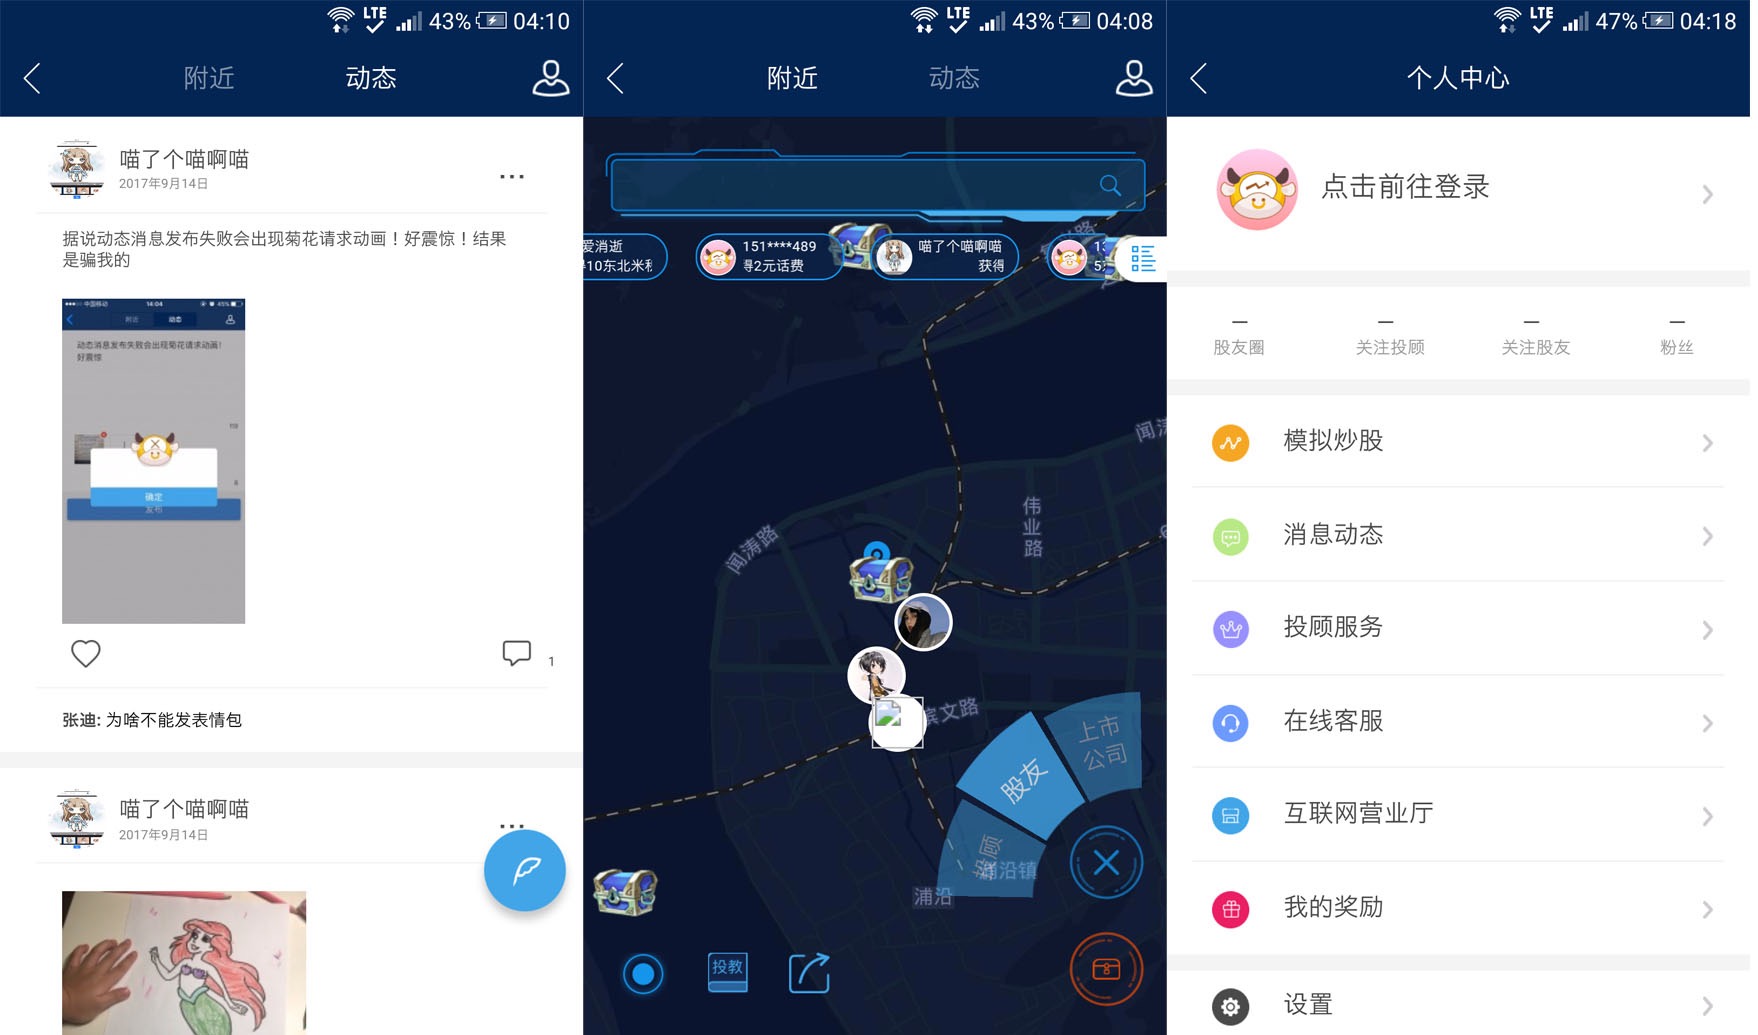 LTE 43% 04:10
附近 动态
喵了个喵啊喵
2017年9月14日
...
据说动态消息发布失败会出现菊花请求动画！好震惊！结果
是骗我的
中国移动 14:04 45%
附近 动态
动态消息发布失败会出现菊花请求动画！
好震惊
确定
发布
1
张迪: 为啥不能发表情包
喵了个喵啊喵
2017年9月14日
...
LTE 43% 04:08
附近 动态
爱消逝
10东北米
151****489
得2元话费
喵了个喵啊喵
获得
闻涛路
伟业路
闻
滨文路
上市
公司
股友
投顾
浦沿镇
浦沿
投教
LTE 47% 04:18
个人中心
点击前往登录
— — — —
股友圈 关注投顾 关注股友 粉丝
模拟炒股
消息动态
投顾服务
在线客服
互联网营业厅
我的奖励
设置